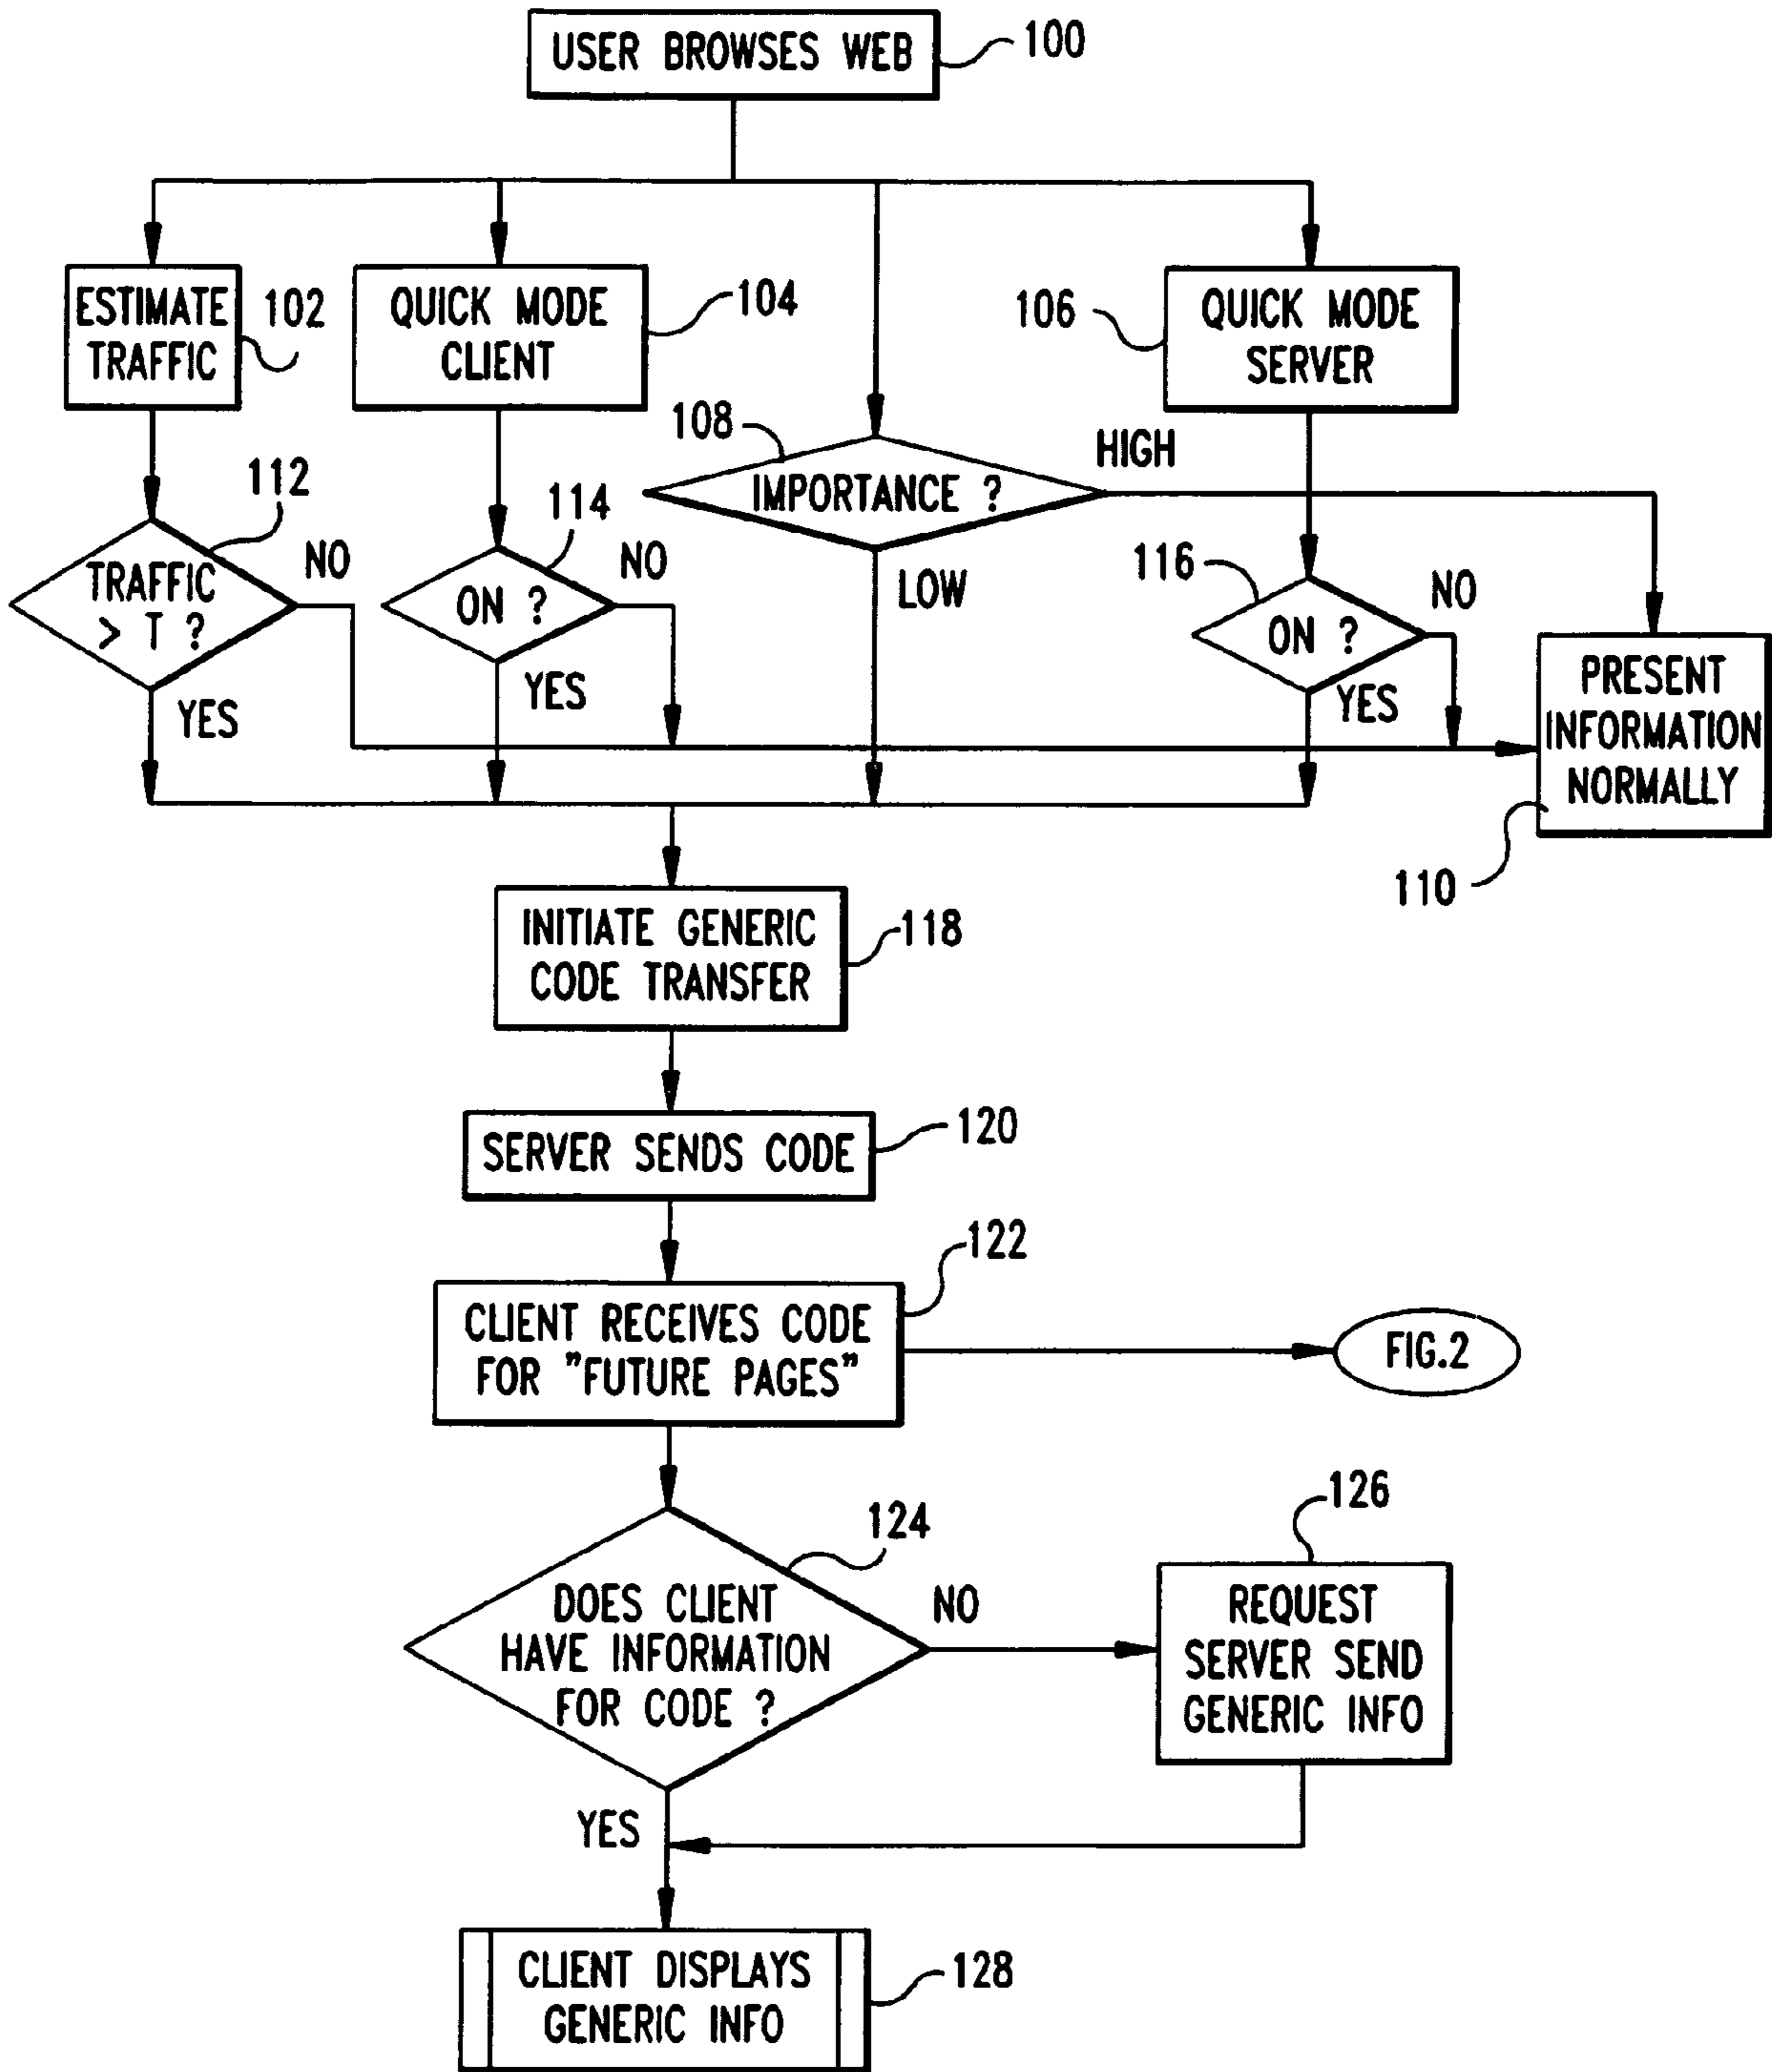 USER BROWSES WEB
100
ESTIMATE
TRAFFIC
102
QUICK MODE
CLIENT
104
106
QUICK MODE
SERVER
108
IMPORTANCE ?
HIGH
LOW
112
TRAFFIC
> T ?
NO
YES
114
ON ?
NO
YES
116
ON ?
NO
YES
PRESENT
INFORMATION
NORMALLY
110
INITIATE GENERIC
CODE TRANSFER
118
SERVER SENDS CODE
120
CLIENT RECEIVES CODE
FOR "FUTURE PAGES"
122
FIG.2
124
DOES CLIENT
HAVE INFORMATION
FOR CODE ?
NO
YES
126
REQUEST
SERVER SEND
GENERIC INFO
CLIENT DISPLAYS
GENERIC INFO
128